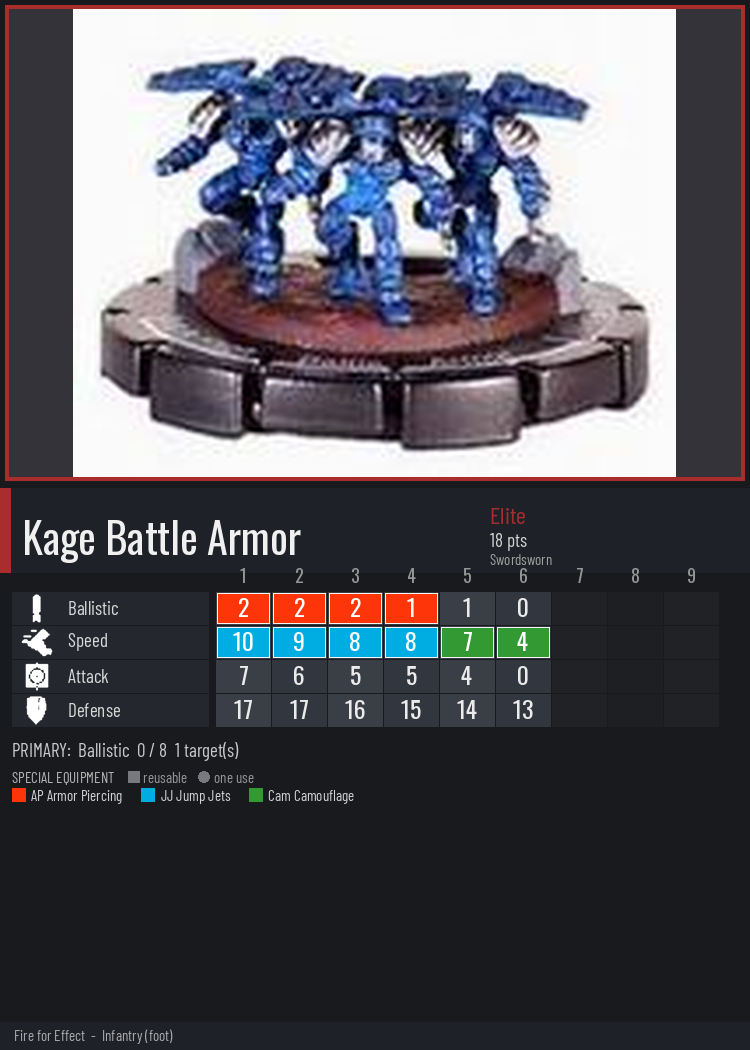 Kage Battle Armor
Elite
18 pts
Swordsworn
1 2 3 4 5 6 7 8 9
Ballistic 2 2 2 1 1 0
Speed 10 9 8 8 7 4
Attack 7 6 5 5 4 0
Defense 17 17 16 15 14 13
PRIMARY: Ballistic 0 / 8 1 target(s)
SPECIAL EQUIPMENT reusable one use
AP Armor Piercing JJ Jump Jets Cam Camouflage
Fire for Effect - Infantry (foot)